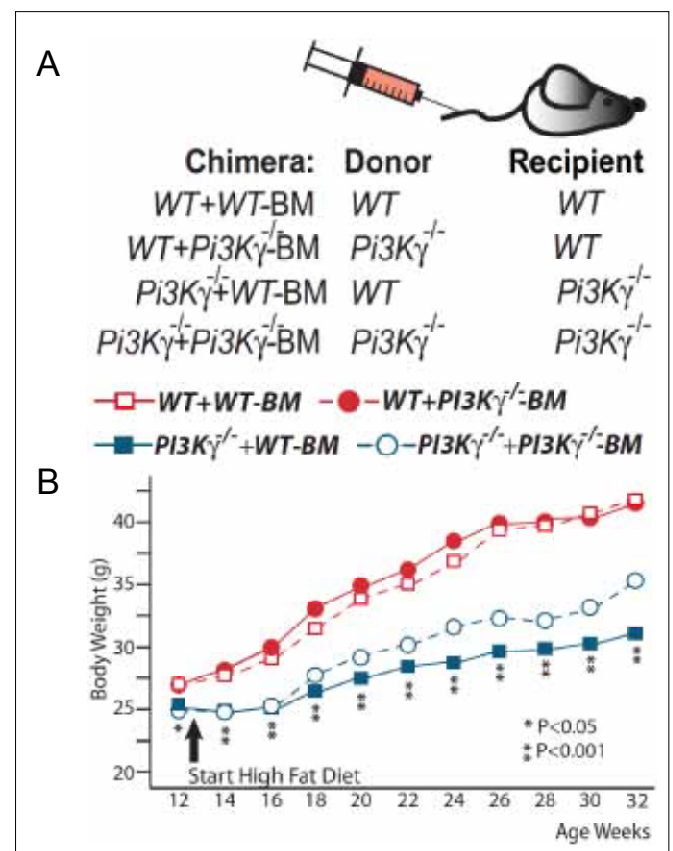 A
Chimera: Donor Recipient
WT+WT-BM WT WT
WT+Pi3Kγ-/--BM Pi3Kγ-/- WT
Pi3Kγ-/-+WT-BM WT Pi3Kγ-/-
Pi3Kγ-/-+Pi3Kγ-/--BM Pi3Kγ-/- Pi3Kγ-/-
WT+WT-BM WT+PI3Kγ-/--BM
PI3Kγ-/-+WT-BM PI3Kγ-/-+PI3Kγ-/--BM
B
Body Weight (g)
40
35
30
25
20
* * * * * * * * * * *
* * * * * * * * * *
* P<0.05
** P<0.001
Start High Fat Diet
12 14 16 18 20 22 24 26 28 30 32
Age Weeks